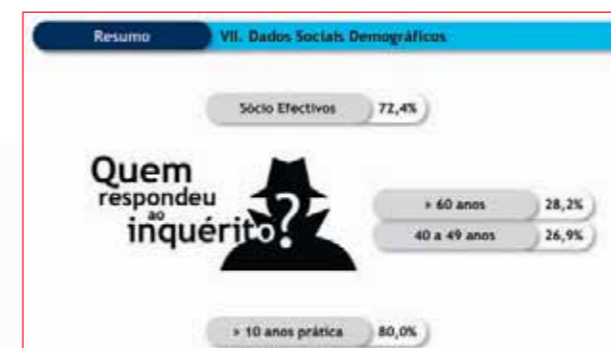 Resumo VII. Dados Sociais Demográficos
Sócio Efectivos 72,4%
Quem
respondeu
ao
inquérito?
> 60 anos 28,2%
40 a 49 anos 26,9%
> 10 anos prática 80,0%